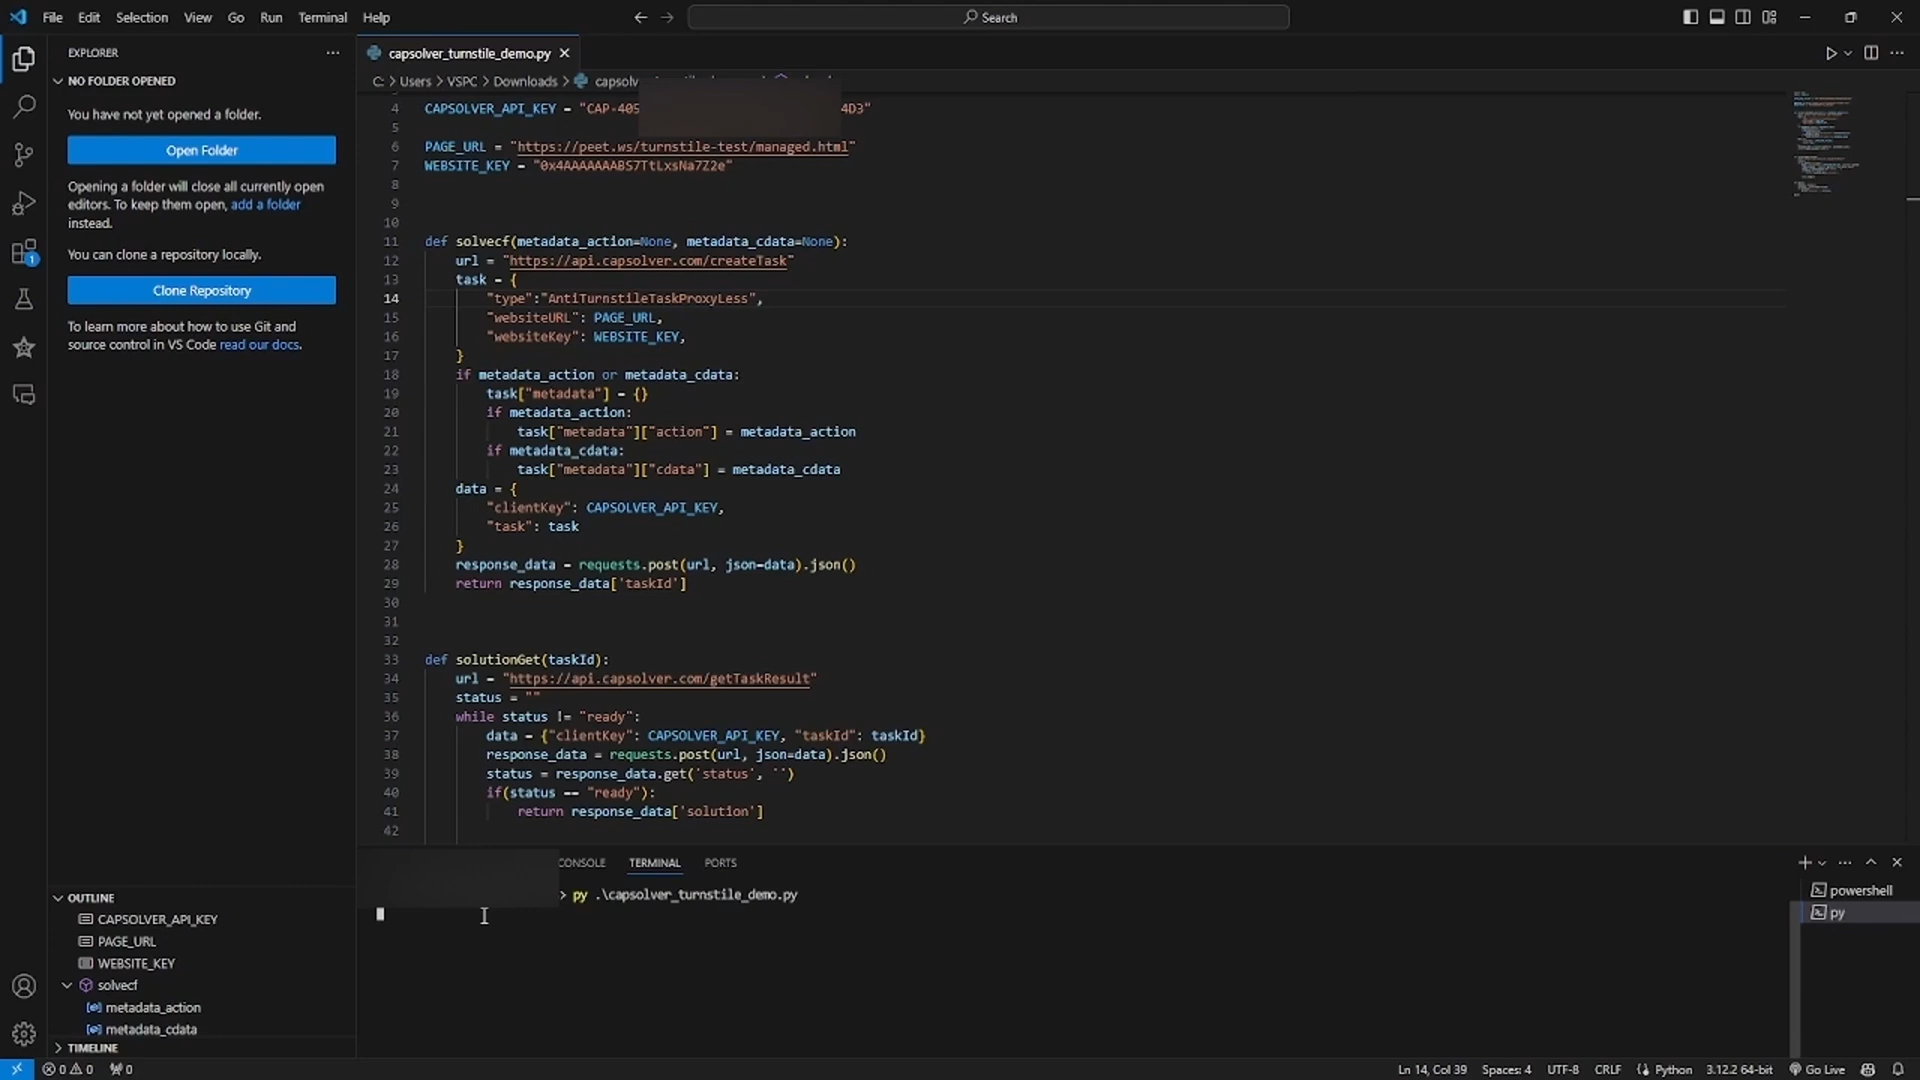 File Edit Selection View Go Run Terminal Help
Search
EXPLORER
NO FOLDER OPENED
You have not yet opened a folder.
Open Folder
Opening a folder will close all currently open
editors. To keep them open, add a folder
instead.
You can clone a repository locally.
Clone Repository
To learn more about how to use Git and
source control in VS Code read our docs.
1
OUTLINE
CAPSOLVER_API_KEY
PAGE_URL
WEBSITE_KEY
solvecf
metadata_action
metadata_cdata
TIMELINE
capsolver_turnstile_demo.py
C: > Users > VSPC > Downloads > capsolv
4 CAPSOLVER_API_KEY = "CAP-405 4D3"
5
6 PAGE_URL = "https://peet.ws/turnstile-test/managed.html"
7 WEBSITE_KEY = "0x4AAAAAAABS7TtLxsNa7Z2e"
8
9
10
11 def solvecf(metadata_action=None, metadata_cdata=None):
12 url = "https://api.capsolver.com/createTask"
13 task = {
14 "type":"AntiTurnstileTaskProxyLess",
15 "websiteURL": PAGE_URL,
16 "websiteKey": WEBSITE_KEY,
17 }
18 if metadata_action or metadata_cdata:
19 task["metadata"] = {}
20 if metadata_action:
21 task["metadata"]["action"] = metadata_action
22 if metadata_cdata:
23 task["metadata"]["cdata"] = metadata_cdata
24 data = {
25 "clientKey": CAPSOLVER_API_KEY,
26 "task": task
27 }
28 response_data = requests.post(url, json=data).json()
29 return response_data['taskId']
30
31
32
33 def solutionGet(taskId):
34 url = "https://api.capsolver.com/getTaskResult"
35 status = ""
36 while status != "ready":
37 data = {"clientKey": CAPSOLVER_API_KEY, "taskId": taskId}
38 response_data = requests.post(url, json=data).json()
39 status = response_data.get('status', '')
40 if(status == "ready"):
41 return response_data['solution']
42
CONSOLE TERMINAL PORTS
> py .\capsolver_turnstile_demo.py
powershell
py
0 0 0
Ln 14, Col 39 Spaces: 4 UTF-8 CRLF Python 3.12.2 64-bit Go Live